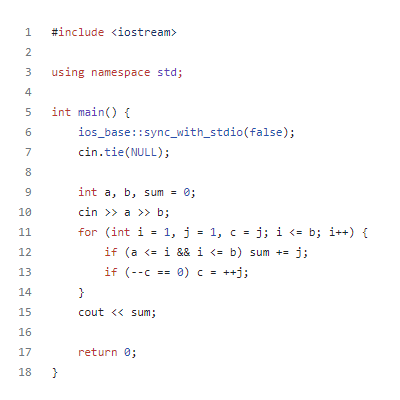 1 #include <iostream>
2
3 using namespace std;
4
5 int main() {
6     ios_base::sync_with_stdio(false);
7     cin.tie(NULL);
8
9     int a, b, sum = 0;
10     cin >> a >> b;
11     for (int i = 1, j = 1, c = j; i <= b; i++) {
12         if (a <= i && i <= b) sum += j;
13         if (--c == 0) c = ++j;
14     }
15     cout << sum;
16
17     return 0;
18 }